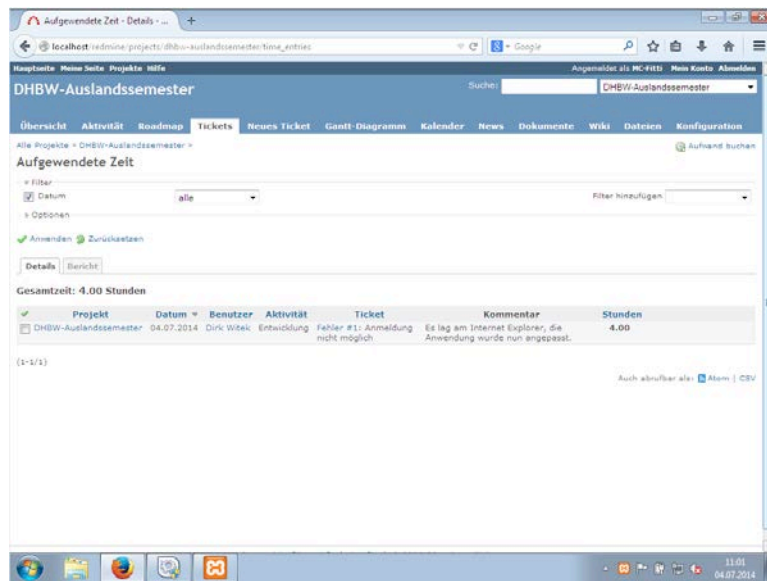 Aufgewendete Zeit - Details - ...
localhost/redmine/projects/dhbw-auslandssemester/time_entries
Google
Hauptseite Meine Seite Projekte Hilfe
Angemeldet als MC-Fitti Mein Konto Abmelden
DHBW-Auslandssemester
Suche:
DHBW-Auslandssemester
Übersicht Aktivität Roadmap Tickets Neues Ticket Gantt-Diagramm Kalender News Dokumente Wiki Dateien Konfiguration
Alle Projekte » DHBW-Auslandssemester »
Aufwand buchen
Aufgewendete Zeit
Filter
Datum alle Filter hinzufügen
Optionen
Anwenden Zurücksetzen
Details Bericht
Gesamtzeit: 4.00 Stunden
Projekt Datum Benutzer Aktivität Ticket Kommentar Stunden
DHBW-Auslandssemester 04.07.2014 Dirk Witek Entwicklung Fehler #1: Anmeldung nicht möglich Es lag am Internet Explorer, die Anwendung wurde nun angepasst. 4.00
(1-1/1)
Auch abrufbar als: Atom | CSV
11:01
04.07.2014